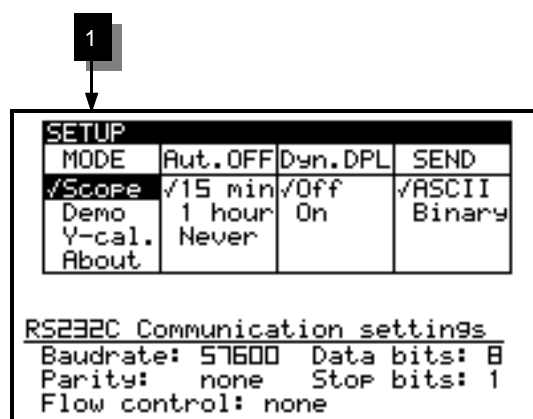 1
SETUP
MODE Aut.OFF Dyn.DPL SEND
√Scope √15 min √Off √ASCII
Demo 1 hour On Binary
Y-cal. Never
About
RS232C Communication settings
Baudrate: 57600 Data bits: 8
Parity: none Stop bits: 1
Flow control: none